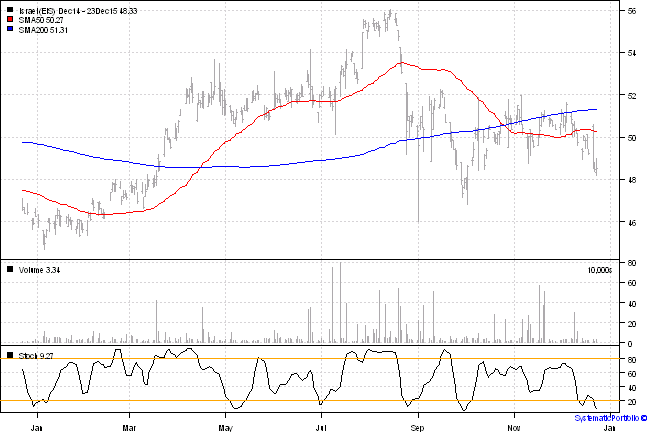 Israel (EIS) Dec14 - 23Dec15 48.33
SMA50 50.27
SMA200 51.31
56
54
52
50
48
46
Volume 3.34
10,000s
80
60
40
20
0
Stoch 9.27
80
60
40
20
Jan Mar May Jul Sep Nov Jan
SystematicPortfolio ©